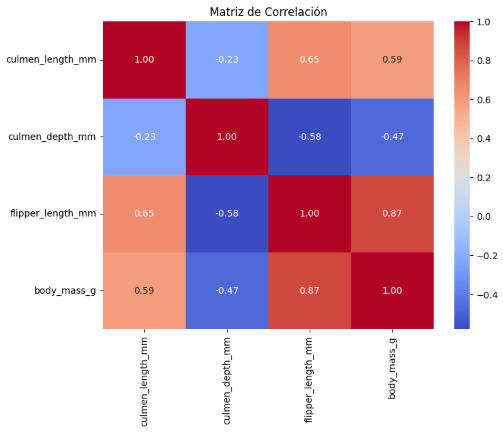 Matriz de Correlación
culmen_length_mm 1.00 -0.23 0.65 0.59
culmen_depth_mm -0.23 1.00 -0.58 -0.47
flipper_length_mm 0.65 -0.58 1.00 0.87
body_mass_g 0.59 -0.47 0.87 1.00
culmen_length_mm
culmen_depth_mm
flipper_length_mm
body_mass_g
1.0
0.8
0.6
0.4
0.2
0.0
-0.2
-0.4